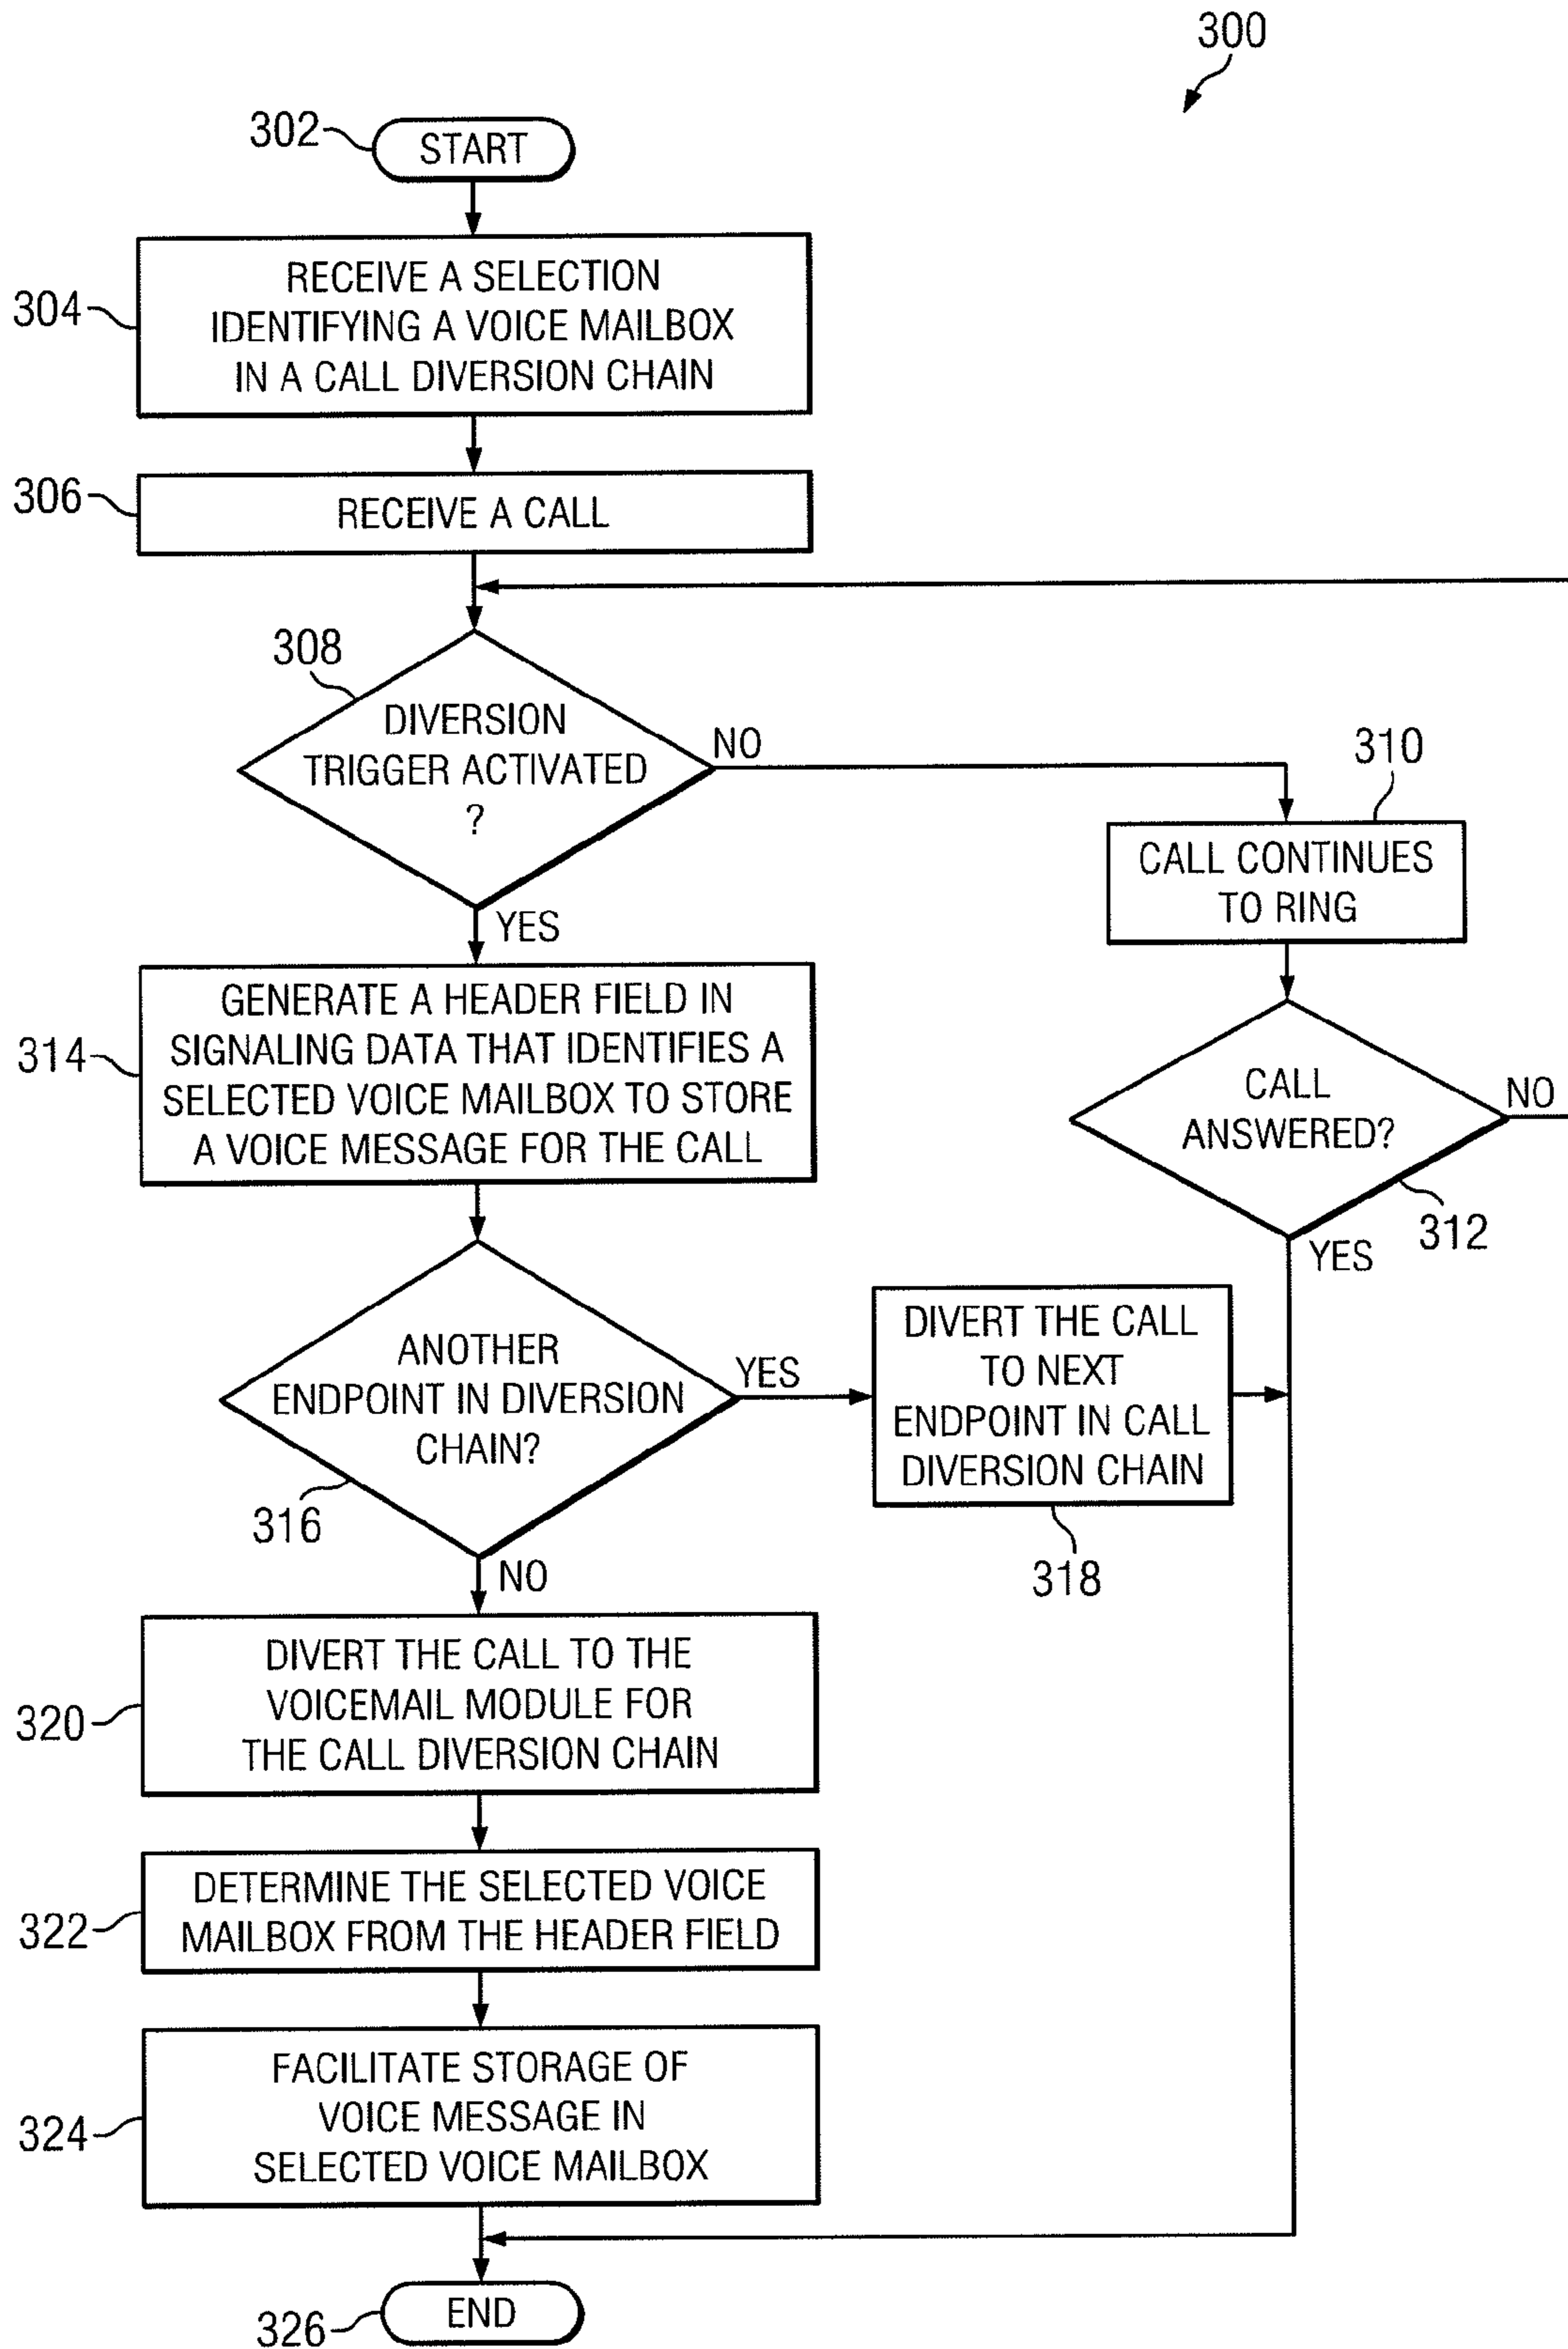 300
302
START
304
RECEIVE A SELECTION
IDENTIFYING A VOICE MAILBOX
IN A CALL DIVERSION CHAIN
306
RECEIVE A CALL
308
DIVERSION
TRIGGER ACTIVATED
?
NO
YES
310
CALL CONTINUES
TO RING
CALL
ANSWERED?
NO
312
YES
314
GENERATE A HEADER FIELD IN
SIGNALING DATA THAT IDENTIFIES A
SELECTED VOICE MAILBOX TO STORE
A VOICE MESSAGE FOR THE CALL
ANOTHER
ENDPOINT IN DIVERSION
CHAIN?
YES
316
NO
DIVERT THE CALL
TO NEXT
ENDPOINT IN CALL
DIVERSION CHAIN
318
320
DIVERT THE CALL TO THE
VOICEMAIL MODULE FOR
THE CALL DIVERSION CHAIN
322
DETERMINE THE SELECTED VOICE
MAILBOX FROM THE HEADER FIELD
324
FACILITATE STORAGE OF
VOICE MESSAGE IN
SELECTED VOICE MAILBOX
326
END